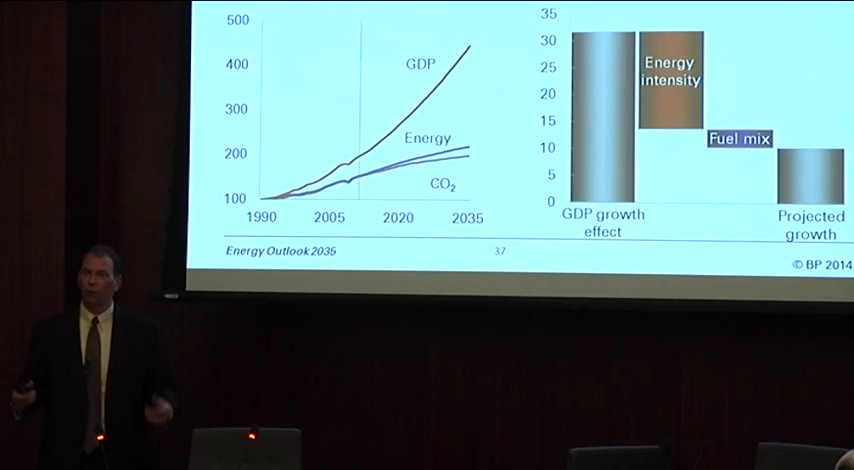 500
400
300
200
100
GDP
Energy
CO₂
1990 2005 2020 2035
35
30
25
20
15
10
5
0
Energy
intensity
Fuel mix
GDP growth
effect
Projected
growth
Energy Outlook 2035
37
© BP 2014